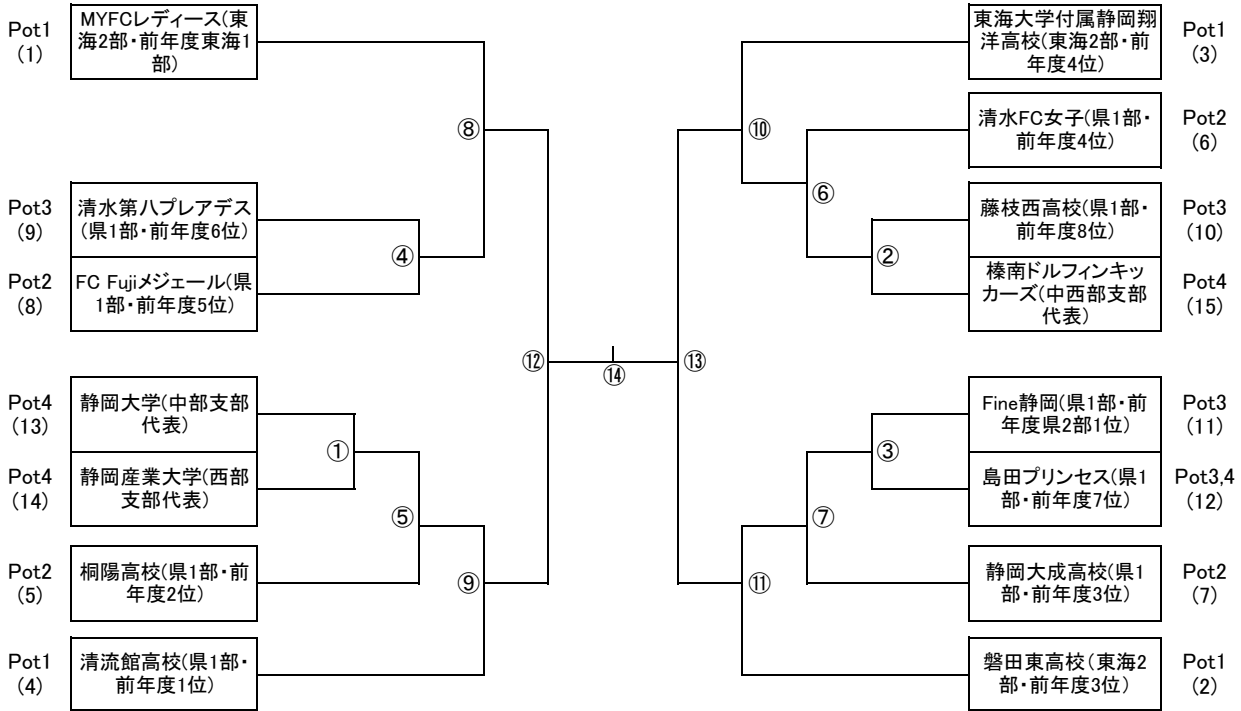 Pot1
(1)
MYFCレディース(東
海2部・前年度東海1
部)
Pot3
(9)
清水第八プレアデス
(県1部・前年度6位)
Pot2
(8)
FC Fujiメジェール(県
1部・前年度5位)
Pot4
(13)
静岡大学(中部支部
代表)
Pot4
(14)
静岡産業大学(西部
支部代表)
Pot2
(5)
桐陽高校(県1部・前
年度2位)
Pot1
(4)
清流館高校(県1部・
前年度1位)
⑧
④
①
⑤
⑨
⑫
⑭
⑬
⑩
⑥
②
③
⑦
⑪
東海大学付属静岡翔
洋高校(東海2部・前
年度4位)
Pot1
(3)
清水FC女子(県1部・
前年度4位)
Pot2
(6)
藤枝西高校(県1部・
前年度8位)
Pot3
(10)
榛南ドルフィンキッ
カーズ(中西部支部
代表)
Pot4
(15)
Fine静岡(県1部・前
年度県2部1位)
Pot3
(11)
島田プリンセス(県1
部・前年度7位)
Pot3,4
(12)
静岡大成高校(県1
部・前年度3位)
Pot2
(7)
磐田東高校(東海2
部・前年度3位)
Pot1
(2)